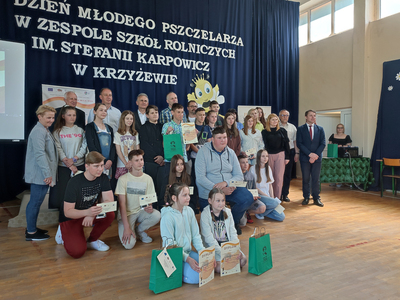 DZIEŃ MŁODEGO PSZCZELARZA
W ZESPOLE SZKÓŁ ROLNICZYCH
IM. STEFANII KARPOWICZ
W KRZYŻEWIE